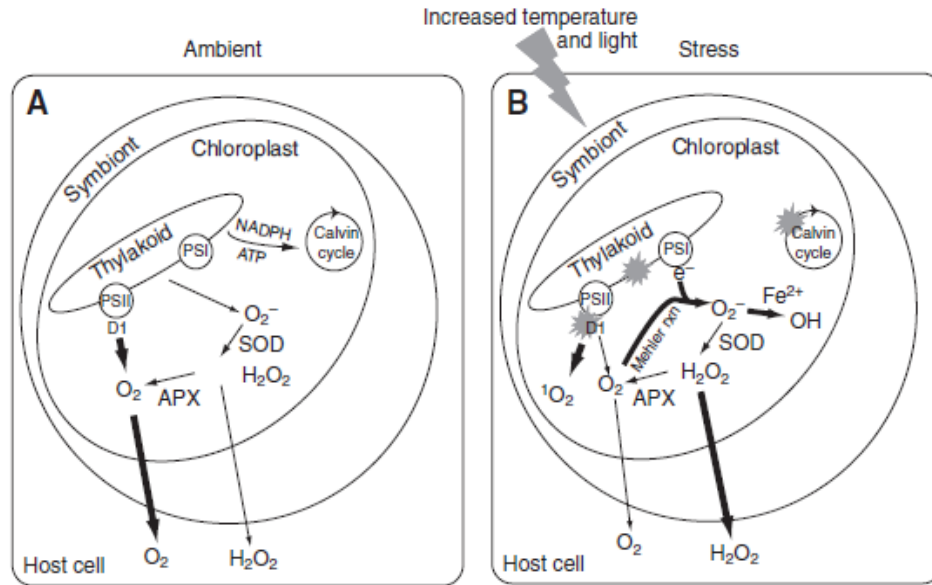 Increased temperature
and light
Ambient
Stress
A
Symbiont
Chloroplast
Thylakoid
PSI
NADPH
ATP
Calvin
cycle
PSII
D1
O₂⁻
SOD
H₂O₂
O₂
APX
O₂
H₂O₂
Host cell
B
Symbiont
Chloroplast
Thylakoid
PSI
e⁻
Calvin
cycle
PSII
D1
Mehler rxn
O₂⁻
Fe²⁺
OH
SOD
¹O₂
O₂
APX
H₂O₂
O₂
H₂O₂
Host cell